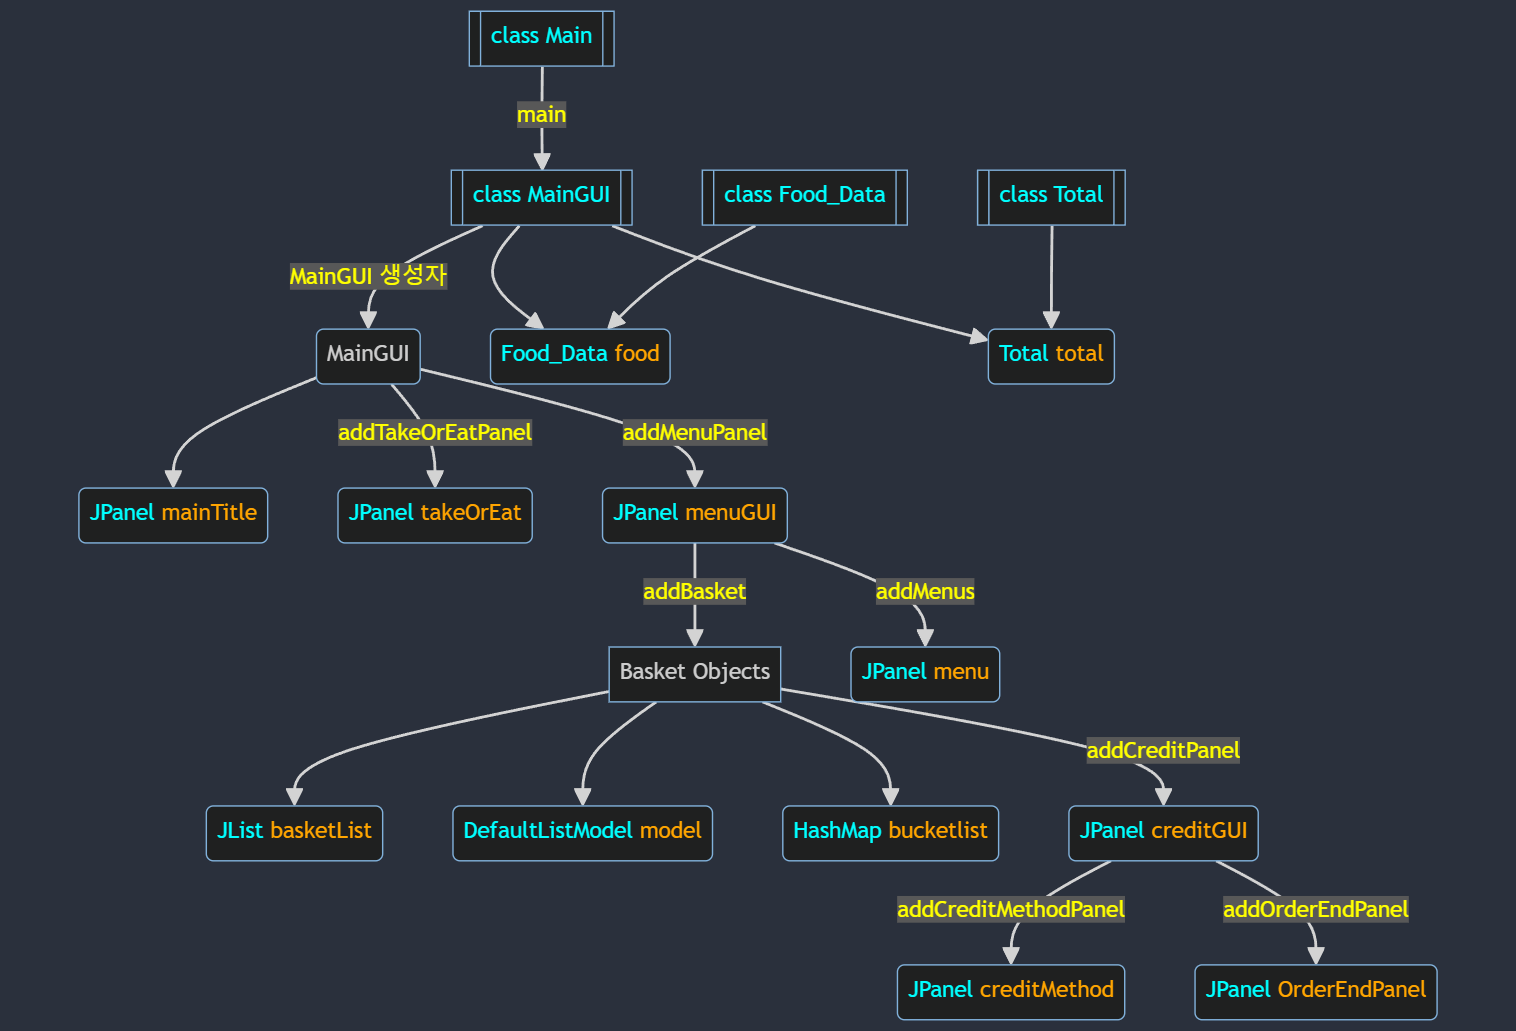 class Main
main
class MainGUI
class Food_Data
class Total
MainGUI 생성자
MainGUI
Food_Data food
Total total
addTakeOrEatPanel
addMenuPanel
JPanel mainTitle
JPanel takeOrEat
JPanel menuGUI
addBasket
addMenus
Basket Objects
JPanel menu
addCreditPanel
JList basketList
DefaultListModel model
HashMap bucketlist
JPanel creditGUI
addCreditMethodPanel
addOrderEndPanel
JPanel creditMethod
JPanel OrderEndPanel